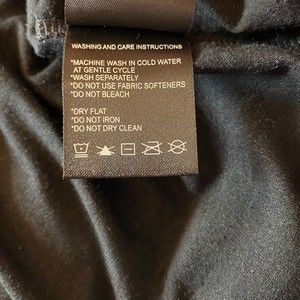 WASHING AND CARE INSTRUCTIONS
*MACHINE WASH IN COLD WATER
AT GENTLE CYCLE
*WASH SEPARATELY
*DO NOT USE FABRIC SOFTENERS
*DO NOT BLEACH
*DRY FLAT
*DO NOT IRON
*DO NOT DRY CLEAN